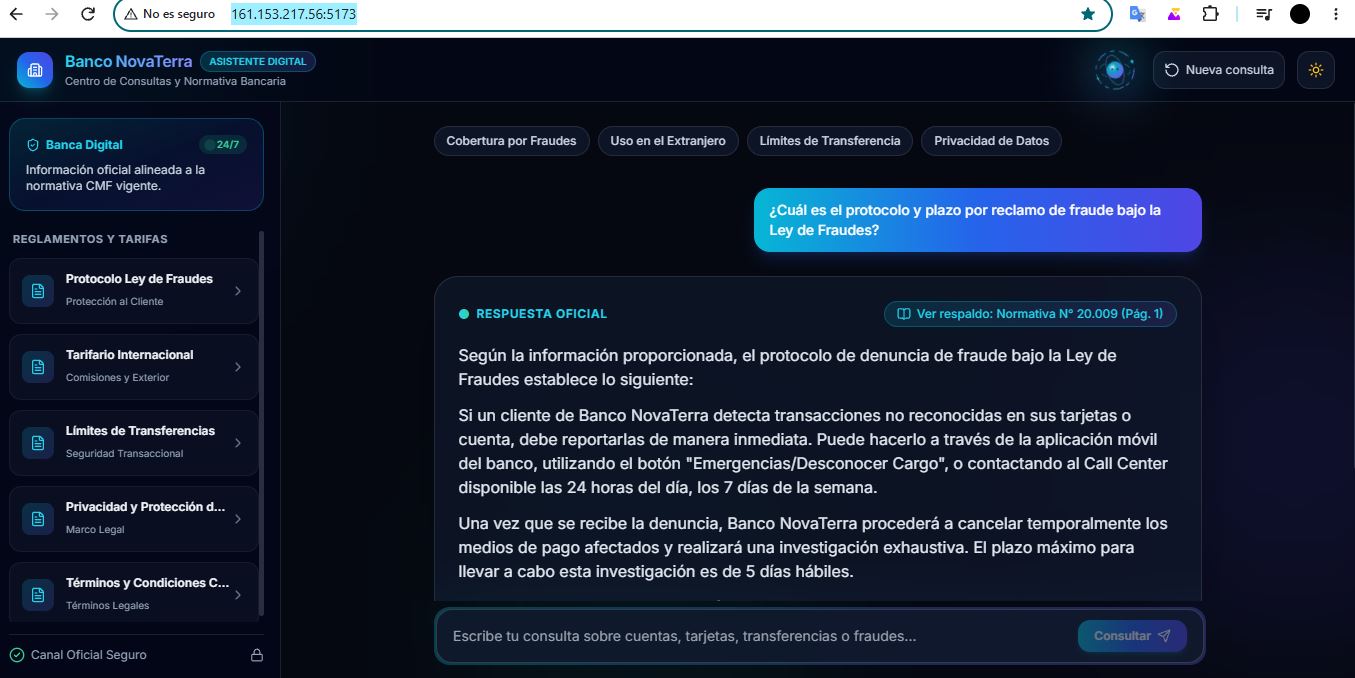 No es seguro 161.153.217.56:5173
Banco NovaTerra ASISTENTE DIGITAL
Centro de Consultas y Normativa Bancaria
Nueva consulta
Banca Digital 24/7
Información oficial alineada a la
normativa CMF vigente.
REGLAMENTOS Y TARIFAS
Protocolo Ley de Fraudes
Protección al Cliente
Tarifario Internacional
Comisiones y Exterior
Límites de Transferencias
Seguridad Transaccional
Privacidad y Protección d...
Marco Legal
Términos y Condiciones C...
Términos Legales
Canal Oficial Seguro
Cobertura por Fraudes Uso en el Extranjero Límites de Transferencia Privacidad de Datos
¿Cuál es el protocolo y plazo por reclamo de fraude bajo la
Ley de Fraudes?
RESPUESTA OFICIAL Ver respaldo: Normativa N° 20.009 (Pág. 1)
Según la información proporcionada, el protocolo de denuncia de fraude bajo la Ley de
Fraudes establece lo siguiente:
Si un cliente de Banco NovaTerra detecta transacciones no reconocidas en sus tarjetas o
cuenta, debe reportarlas de manera inmediata. Puede hacerlo a través de la aplicación móvil
del banco, utilizando el botón "Emergencias/Desconocer Cargo", o contactando al Call Center
disponible las 24 horas del día, los 7 días de la semana.
Una vez que se recibe la denuncia, Banco NovaTerra procederá a cancelar temporalmente los
medios de pago afectados y realizará una investigación exhaustiva. El plazo máximo para
llevar a cabo esta investigación es de 5 días hábiles.
Escribe tu consulta sobre cuentas, tarjetas, transferencias o fraudes...
Consultar